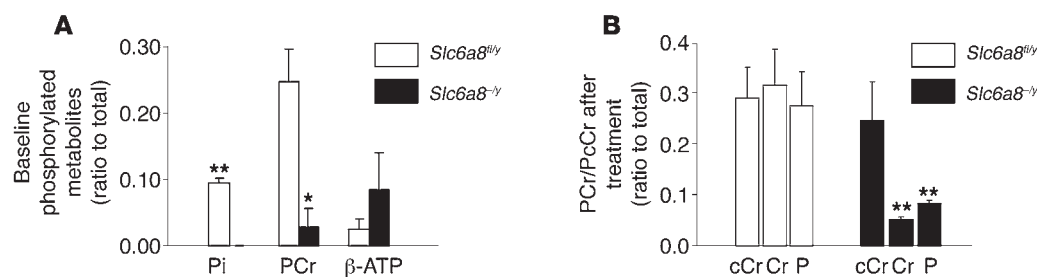 A
Baseline
phosphorylated
metabolites
(ratio to total)
0.30
0.20
0.10
0.00
**
*
Pi PCr β-ATP
Slc6a8fl/y
Slc6a8–/y
B
PCr/PcCr after
treatment
(ratio to total)
0.4
0.3
0.2
0.1
0.0
** **
cCr Cr P cCr Cr P
Slc6a8fl/y
Slc6a8–/y